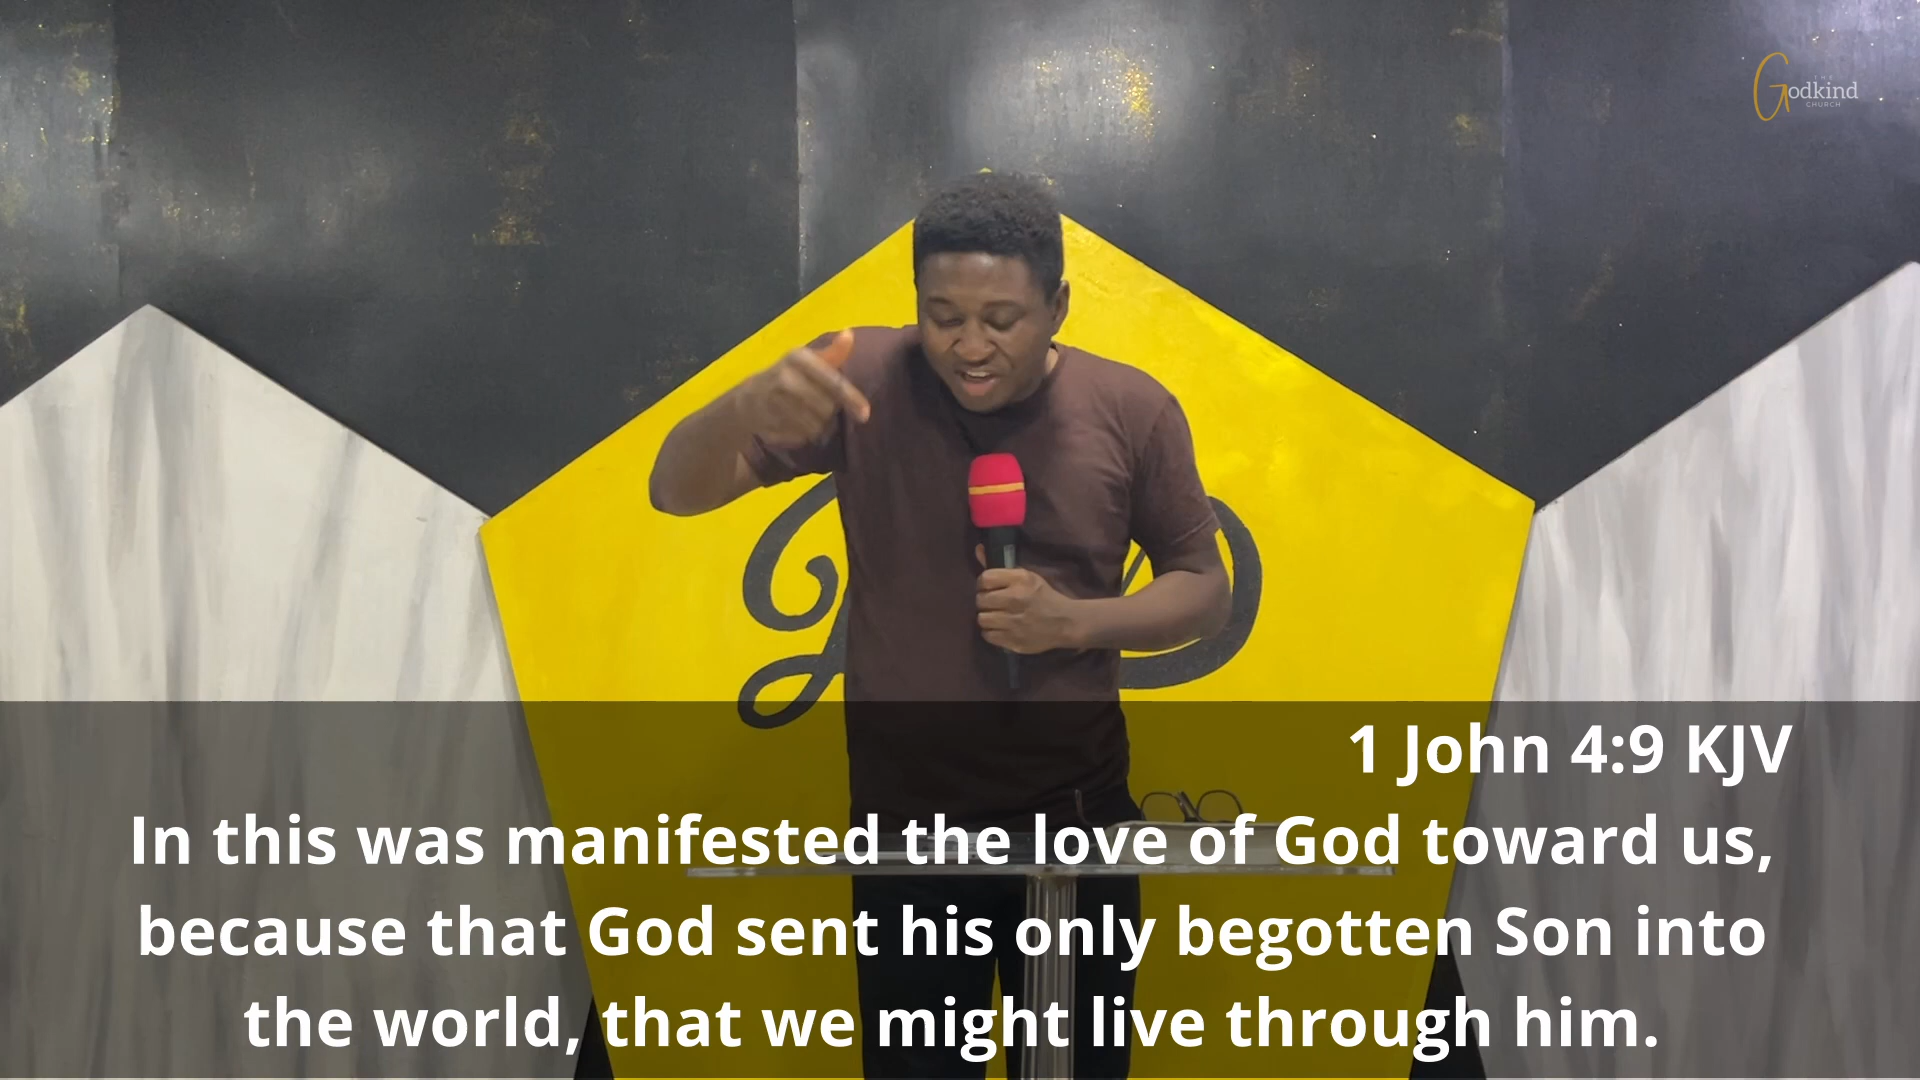 THE
Godkind
CHURCH
1 John 4:9 KJV
In this was manifested the love of God toward us,
because that God sent his only begotten Son into
the world, that we might live through him.